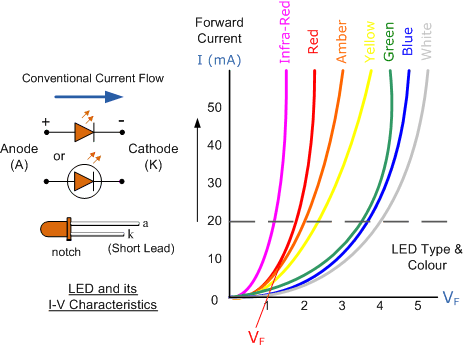 Conventional Current Flow
+ -
Anode
(A)
or
Cathode
(K)
a
k
notch
(Short Lead)
LED and its
I-V Characteristics
Forward
Current
I (mA)
Infra-Red
Red
Amber
Yellow
Green
Blue
White
50
40
30
20
10
0
LED Type &
Colour
1 2 3 4 5 VF
VF